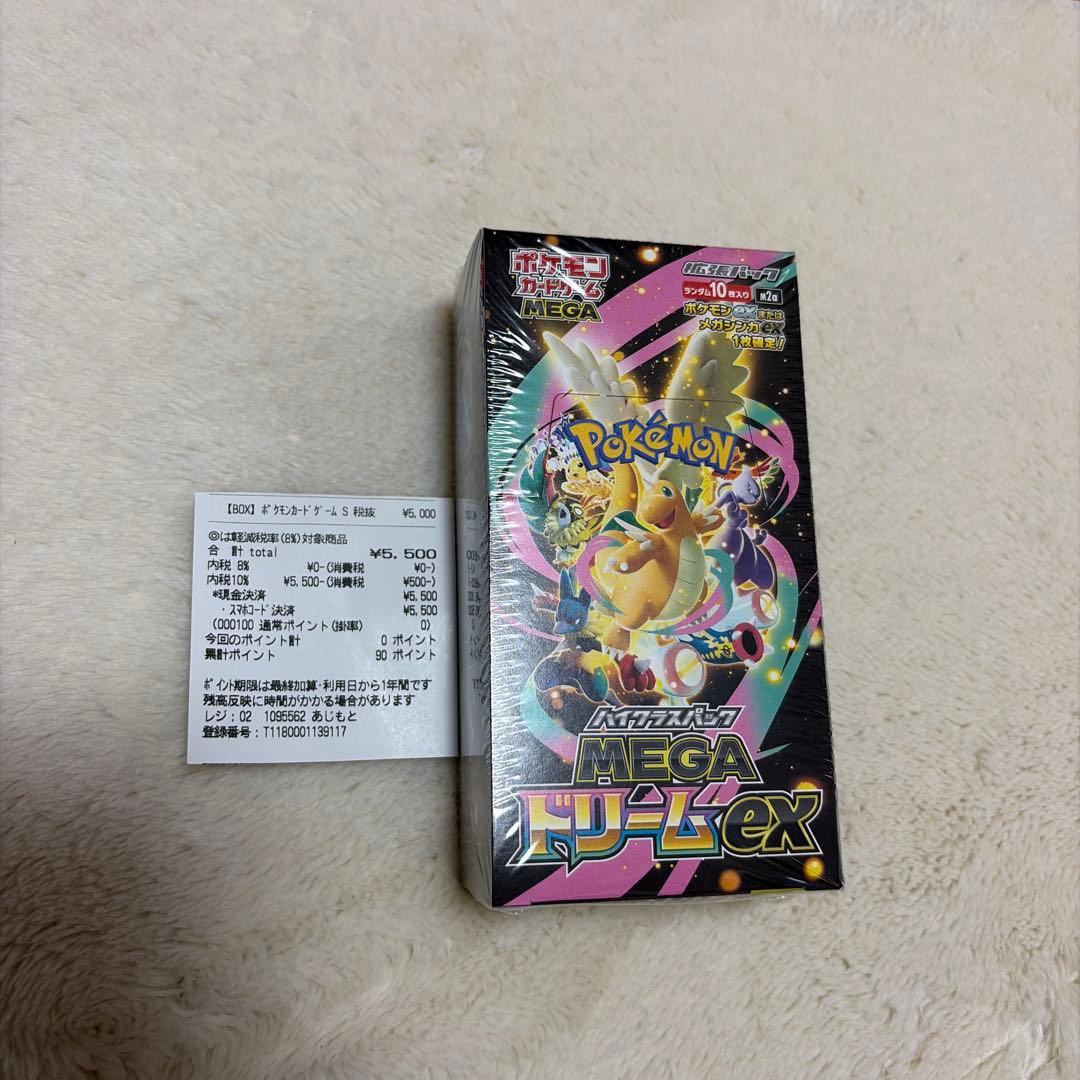 【BOX】ポケモンカードゲーム S 税抜 ¥5,000
◎は軽減税率(8%)対象商品
合 計 total ¥5,500
内税 8% ¥0-(消費税 ¥0-)
内税10% ¥5,500-(消費税 ¥500-)
*現金決済 ¥5,500
・スマホコード決済 ¥5,500
(000100 通常ポイント(掛率) 0)
今回のポイント計 0 ポイント
累計ポイント 90 ポイント
ポイント期限は最終加算・利用日から1年間です
残高反映に時間がかかる場合があります
レジ:02 1095562 あじもと
登録番号:T1180001139117
ポケモン
カードゲーム
MEGA
拡張パック
ランダム10枚入り M2a
ポケモンexまたは
メガシンカex
1枚確定!
POKéMON
ハイクラスパック
MEGA
ドリームex